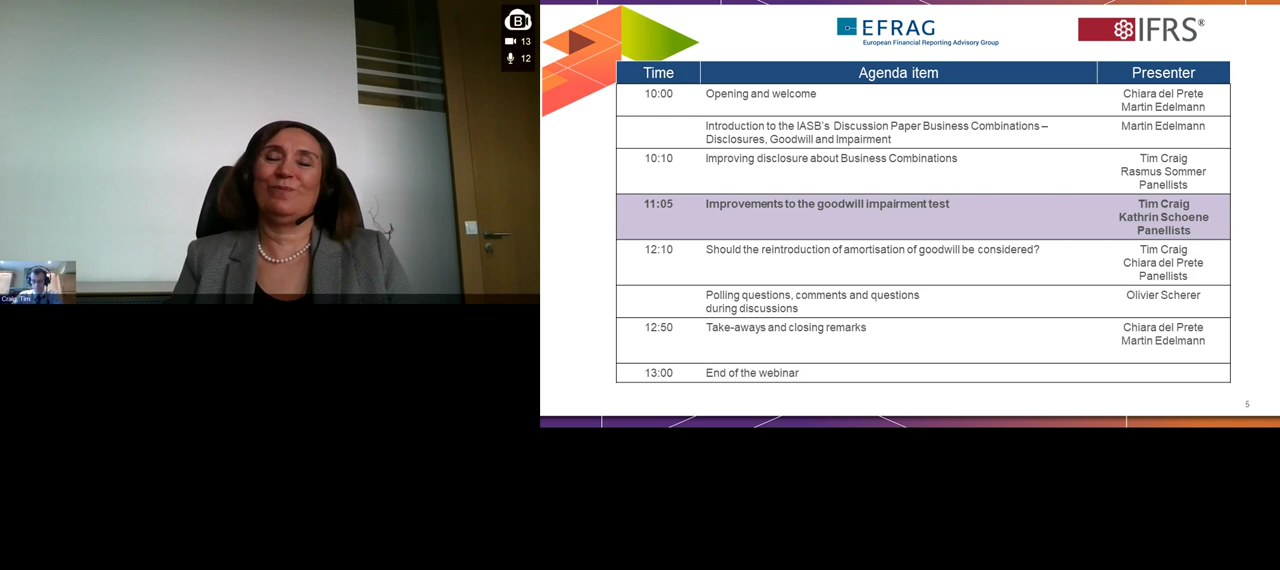 B
13
12
Craig, Tim
EFRAG
European Financial Reporting Advisory Group
IFRS®
Time Agenda item Presenter
10:00 Opening and welcome Chiara del Prete
Martin Edelmann
Introduction to the IASB's Discussion Paper Business Combinations – Martin Edelmann
Disclosures, Goodwill and Impairment
10:10 Improving disclosure about Business Combinations Tim Craig
Rasmus Sommer
Panellists
11:05 Improvements to the goodwill impairment test Tim Craig
Kathrin Schoene
Panellists
12:10 Should the reintroduction of amortisation of goodwill be considered? Tim Craig
Chiara del Prete
Panellists
Polling questions, comments and questions Olivier Scherer
during discussions
12:50 Take-aways and closing remarks Chiara del Prete
Martin Edelmann
13:00 End of the webinar
5